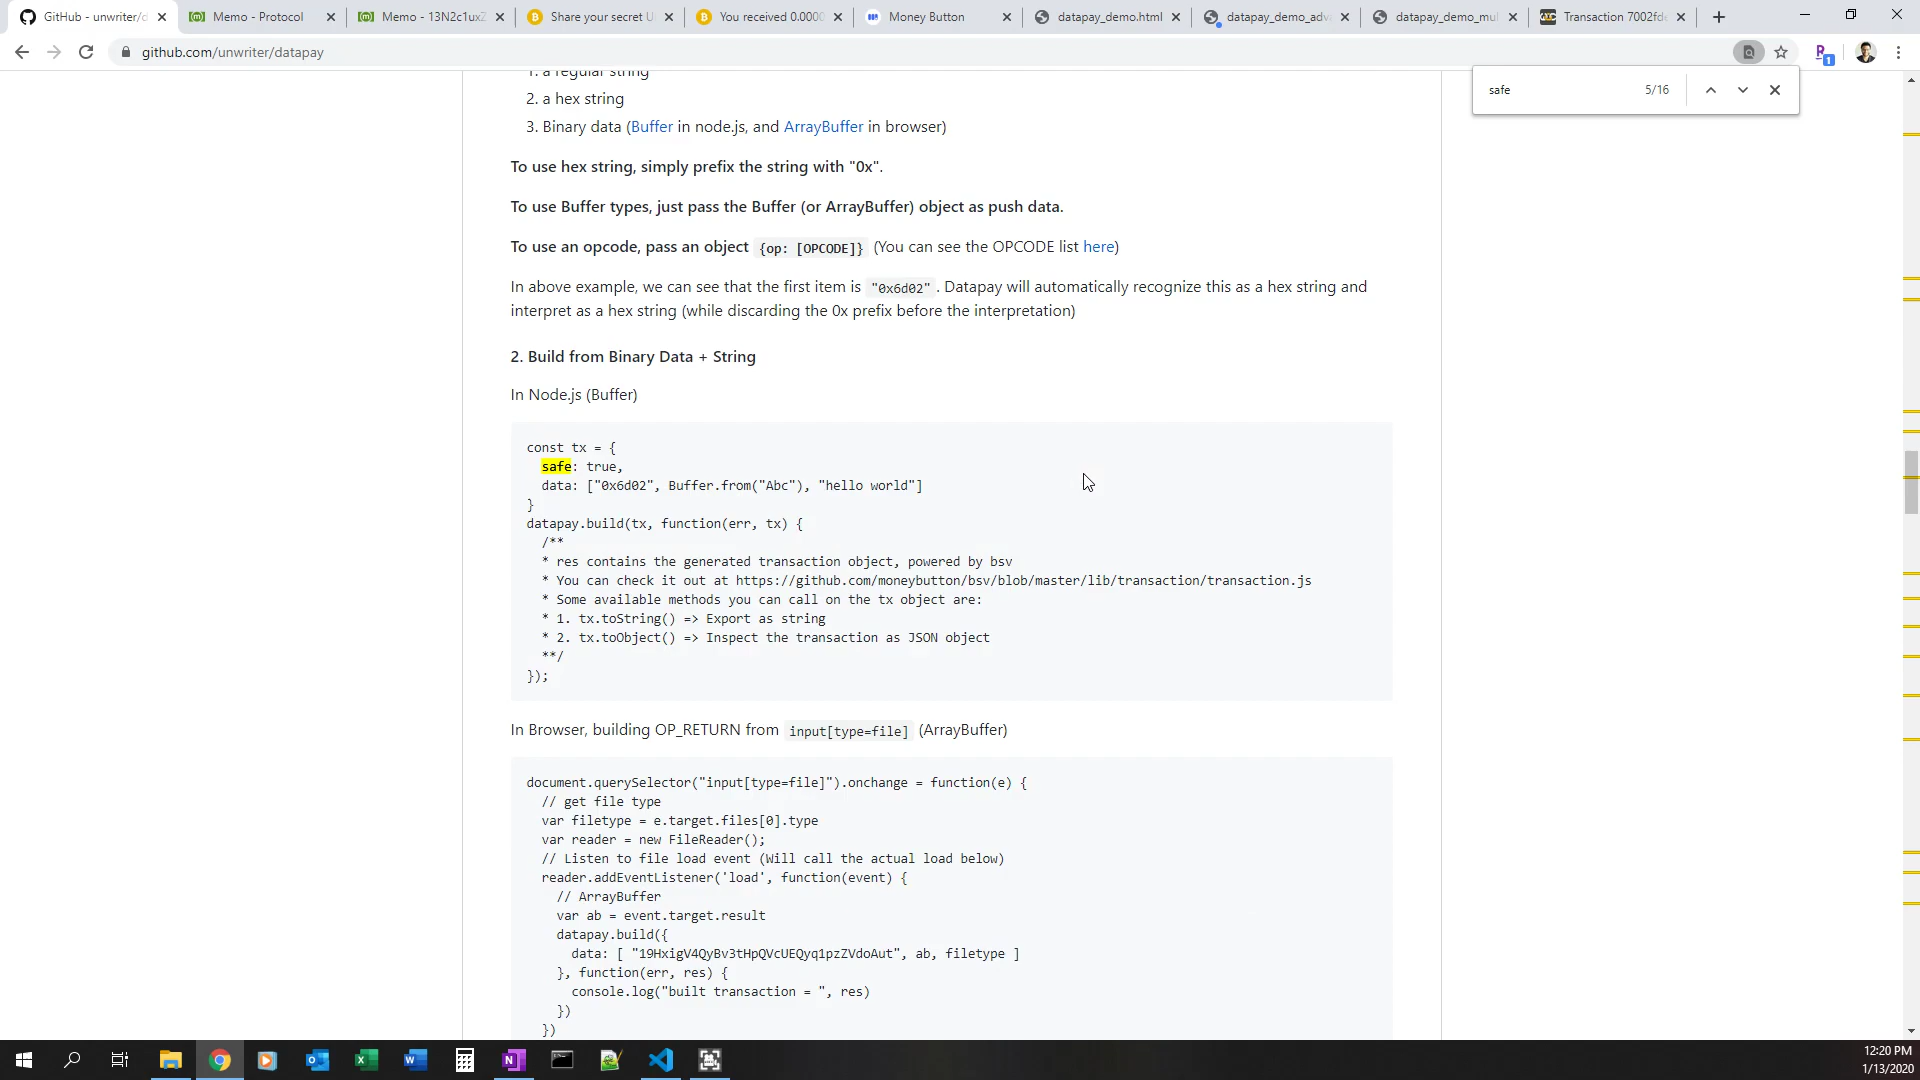 GitHub - unwriter/d
Memo - Protocol
Memo - 13N2c1uxZ
Share your secret U
You received 0.0000
Money Button
datapay_demo.html
datapay_demo_adva
datapay_demo_mul
Transaction 7002fde
github.com/unwriter/datapay
safe 5/16
1. a regular string
2. a hex string
3. Binary data (Buffer in node.js, and ArrayBuffer in browser)
To use hex string, simply prefix the string with "0x".
To use Buffer types, just pass the Buffer (or ArrayBuffer) object as push data.
To use an opcode, pass an object {op: [OPCODE]} (You can see the OPCODE list here)
In above example, we can see that the first item is "0x6d02" . Datapay will automatically recognize this as a hex string and
interpret as a hex string (while discarding the 0x prefix before the interpretation)
2. Build from Binary Data + String
In Node.js (Buffer)
const tx = {
safe: true,
data: ["0x6d02", Buffer.from("Abc"), "hello world"]
}
datapay.build(tx, function(err, tx) {
/**
* res contains the generated transaction object, powered by bsv
* You can check it out at https://github.com/moneybutton/bsv/blob/master/lib/transaction/transaction.js
* Some available methods you can call on the tx object are:
* 1. tx.toString() => Export as string
* 2. tx.toObject() => Inspect the transaction as JSON object
**/
});
In Browser, building OP_RETURN from input[type=file] (ArrayBuffer)
document.querySelector("input[type=file]").onchange = function(e) {
// get file type
var filetype = e.target.files[0].type
var reader = new FileReader();
// Listen to file load event (Will call the actual load below)
reader.addEventListener('load', function(event) {
// ArrayBuffer
var ab = event.target.result
datapay.build({
data: [ "19HxigV4QyBv3tHpQVcUEQyq1pzZVdoAut", ab, filetype ]
}, function(err, res) {
console.log("built transaction = ", res)
})
})
12:20 PM
1/13/2020